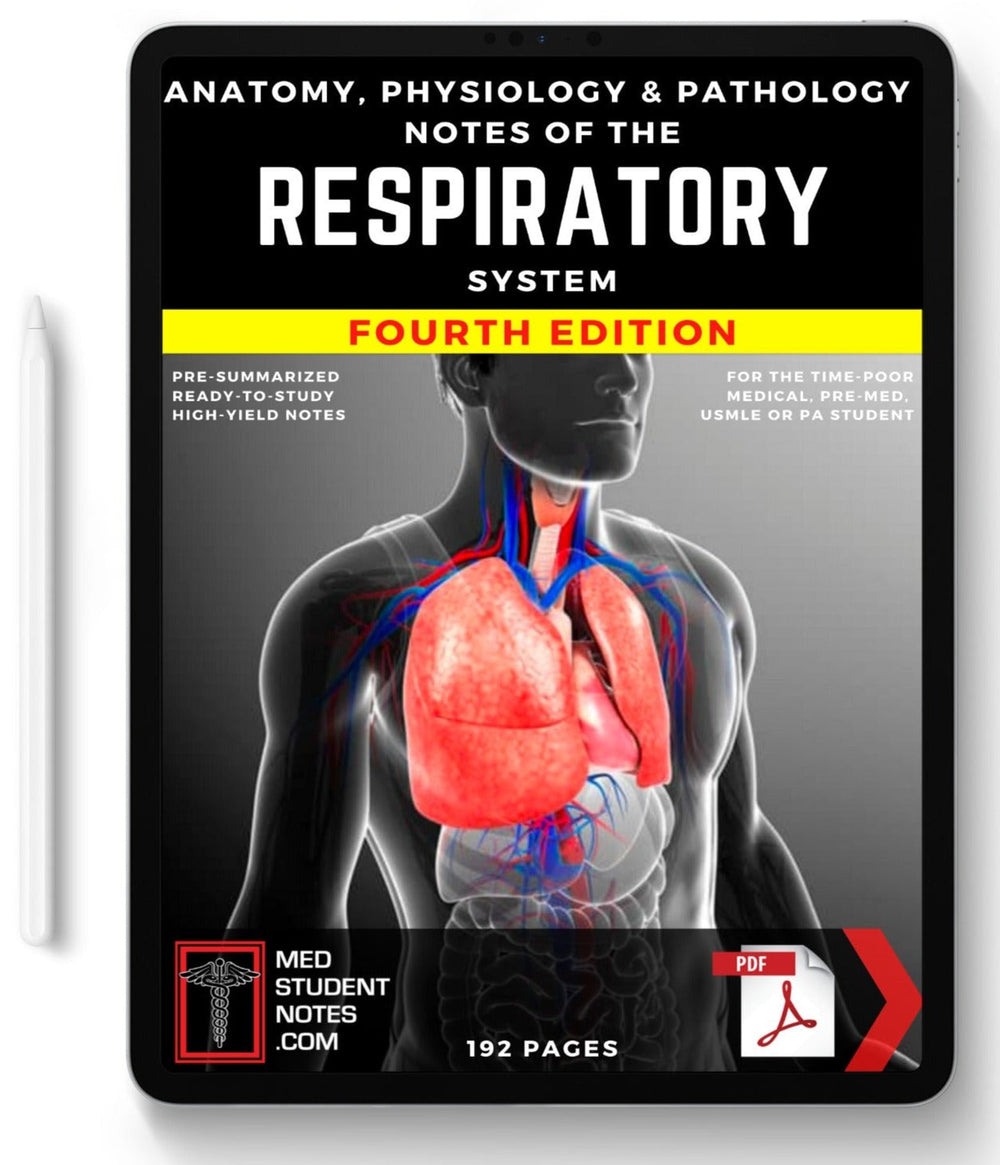 ANATOMY, PHYSIOLOGY & PATHOLOGY
NOTES OF THE
RESPIRATORY
SYSTEM
FOURTH EDITION
PRE-SUMMARIZED
READY-TO-STUDY
HIGH-YIELD NOTES
FOR THE TIME-POOR
MEDICAL, PRE-MED,
USMLE OR PA STUDENT
MED
STUDENT
NOTES
.COM
192 PAGES
PDF